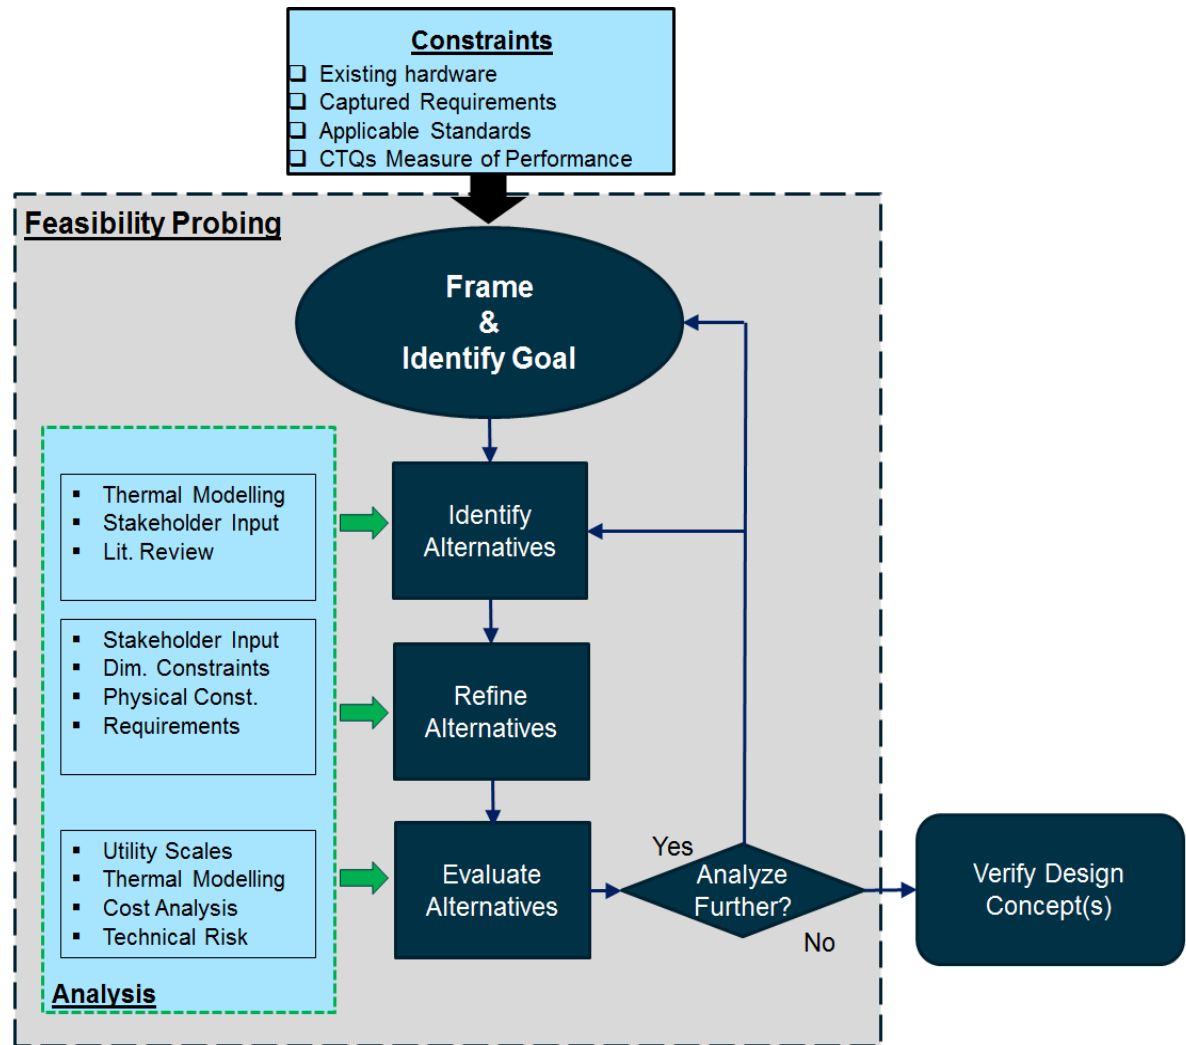 Constraints
❑ Existing hardware
❑ Captured Requirements
❑ Applicable Standards
❑ CTQs Measure of Performance
Feasibility Probing
Frame
&
Identify Goal
▪ Thermal Modelling
▪ Stakeholder Input
▪ Lit. Review
Identify
Alternatives
▪ Stakeholder Input
▪ Dim. Constraints
▪ Physical Const.
▪ Requirements
Refine
Alternatives
▪ Utility Scales
▪ Thermal Modelling
▪ Cost Analysis
▪ Technical Risk
Analysis
Evaluate
Alternatives
Yes
Analyze
Further?
No
Verify Design
Concept(s)